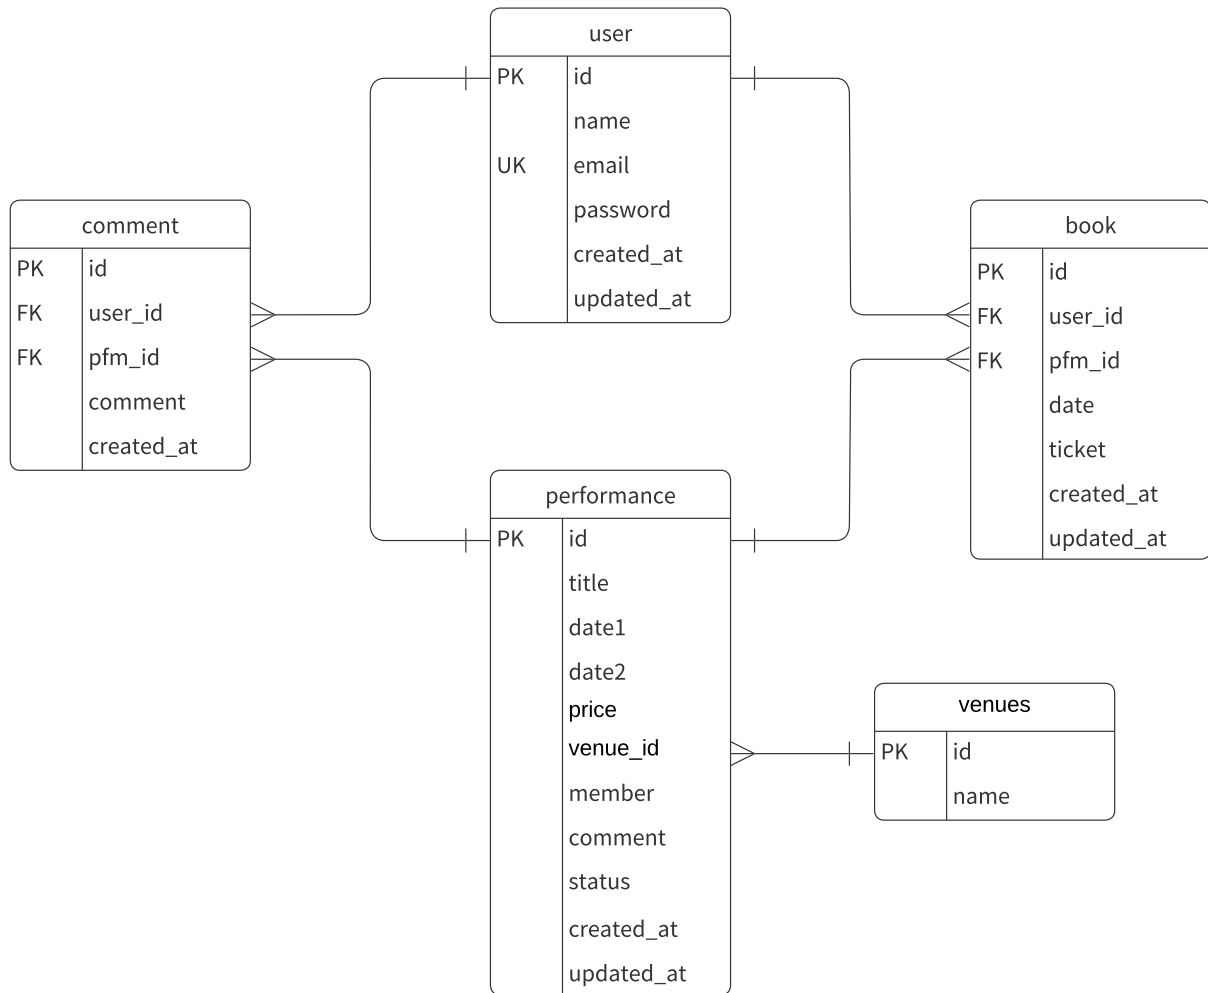 user
PK id
name
UK email
password
created_at
updated_at
comment
PK id
FK user_id
FK pfm_id
comment
created_at
book
PK id
FK user_id
FK pfm_id
date
ticket
created_at
updated_at
performance
PK id
title
date1
date2
price
venue_id
member
comment
status
created_at
updated_at
venues
PK id
name